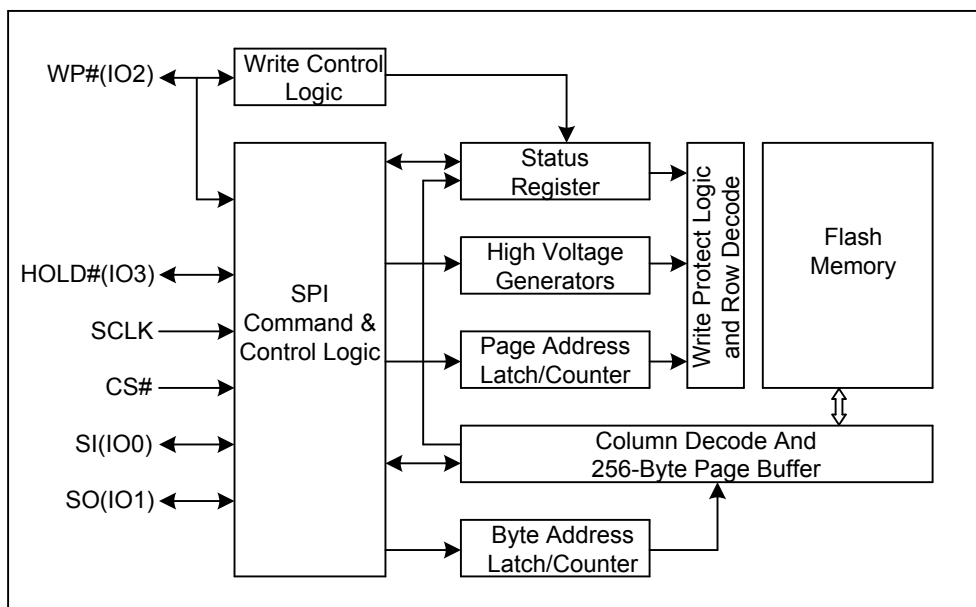 WP#(IO2)
Write Control
Logic
HOLD#(IO3)
SCLK
CS#
SI(IO0)
SO(IO1)
SPI
Command &
Control Logic
Status
Register
High Voltage
Generators
Page Address
Latch/Counter
Write Protect Logic
and Row Decode
Flash
Memory
Column Decode And
256-Byte Page Buffer
Byte Address
Latch/Counter